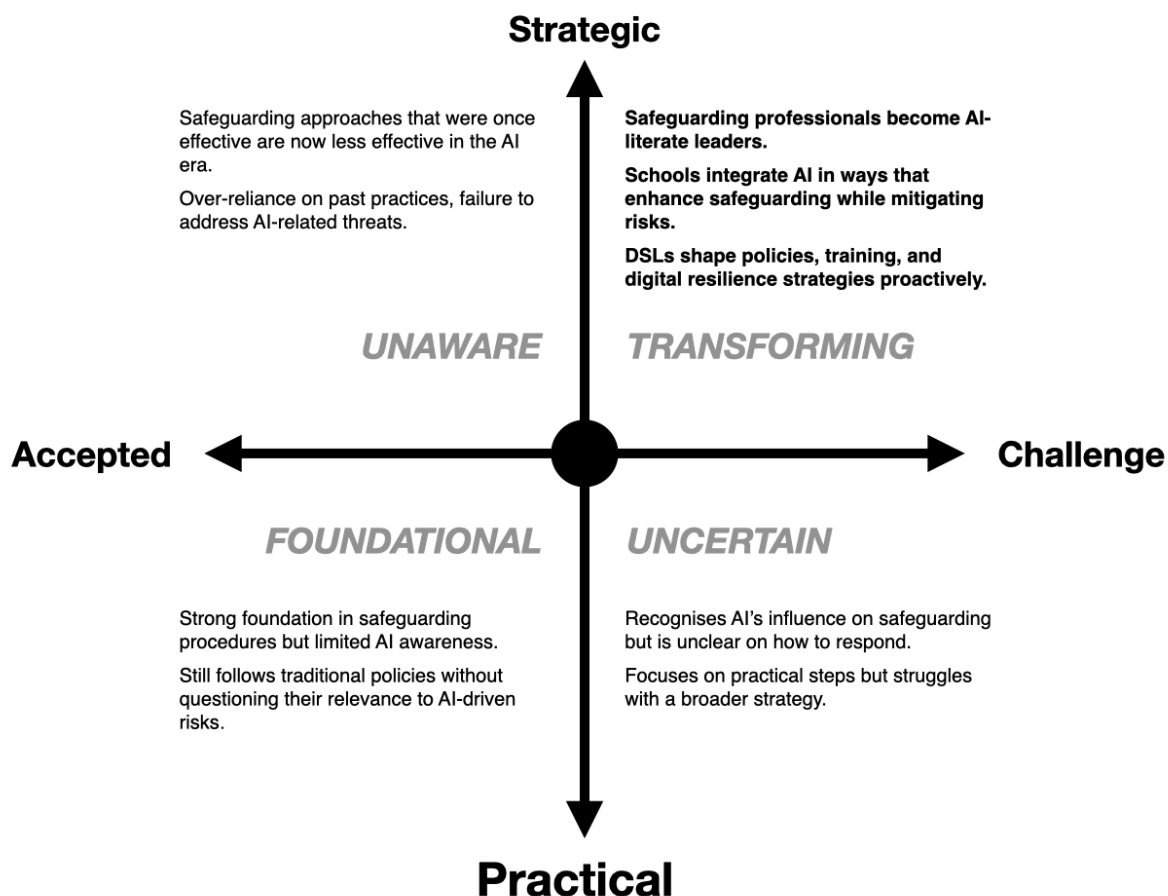 Strategic
Safeguarding approaches that were once
effective are now less effective in the AI
era.
Over-reliance on past practices, failure to
address AI-related threats.
Safeguarding professionals become AI-
literate leaders.
Schools integrate AI in ways that
enhance safeguarding while mitigating
risks.
DSLs shape policies, training, and
digital resilience strategies proactively.
UNAWARE
TRANSFORMING
Accepted
Challenge
FOUNDATIONAL
UNCERTAIN
Strong foundation in safeguarding
procedures but limited AI awareness.
Still follows traditional policies without
questioning their relevance to AI-driven
risks.
Recognises AI’s influence on safeguarding
but is unclear on how to respond.
Focuses on practical steps but struggles
with a broader strategy.
Practical